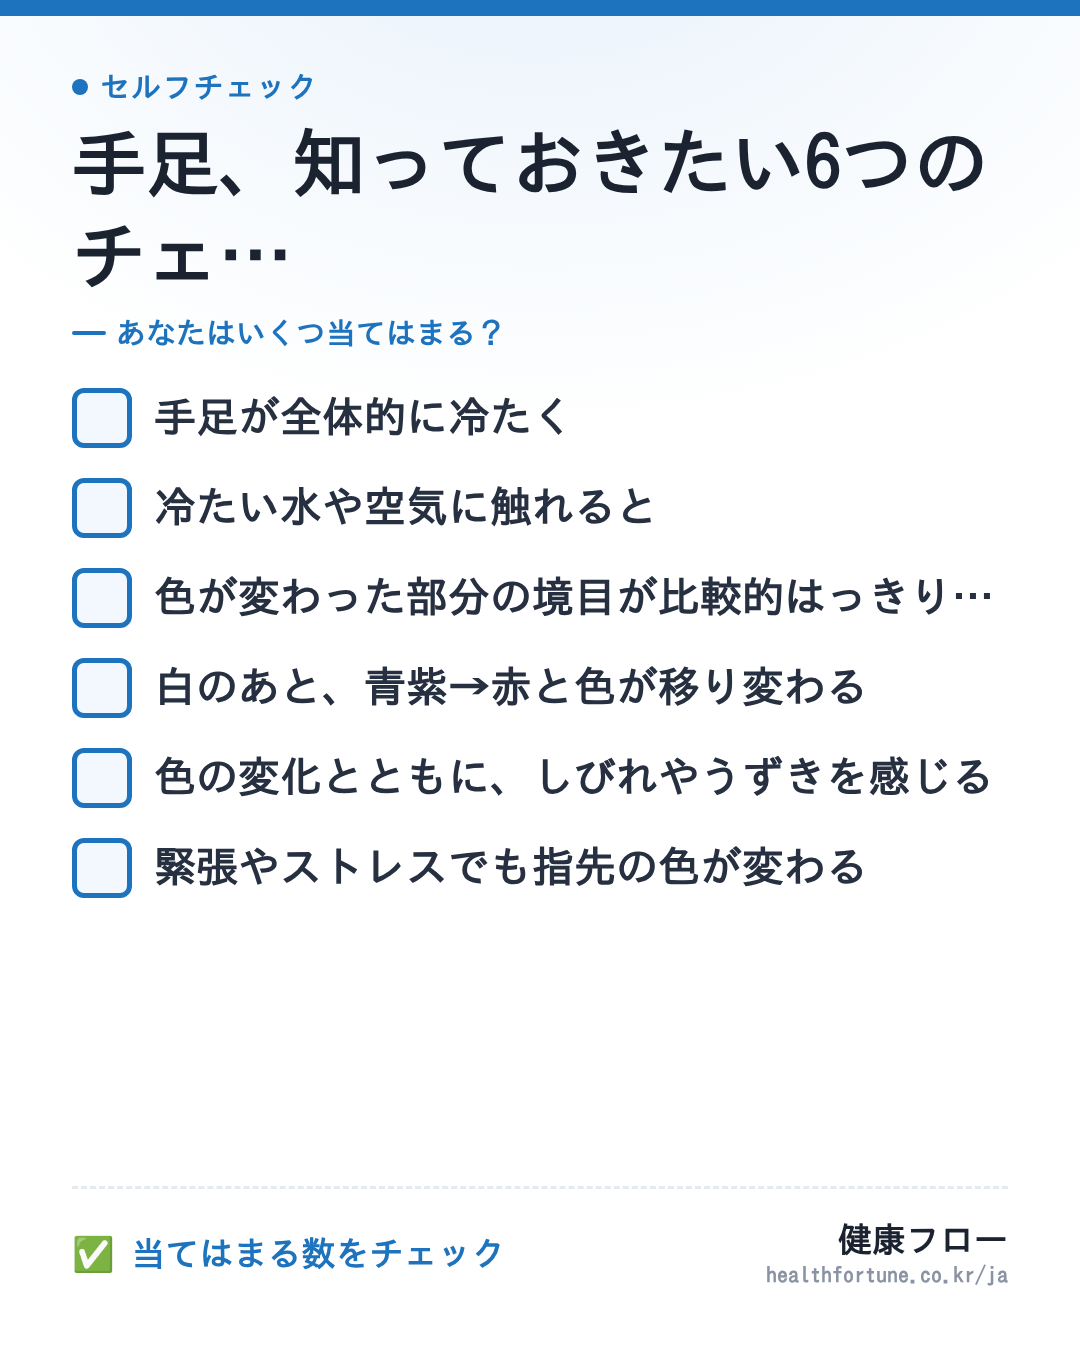 セルフチェック
手足、知っておきたい6つの
チェ…
― あなたはいくつ当てはまる？
手足が全体的に冷たく
冷たい水や空気に触れると
色が変わった部分の境目が比較的はっきり…
白のあと、青紫→赤と色が移り変わる
色の変化とともに、しびれやうずきを感じる
緊張やストレスでも指先の色が変わる
✅ 当てはまる数をチェック
健康フロー
healthfortune.co.kr/ja